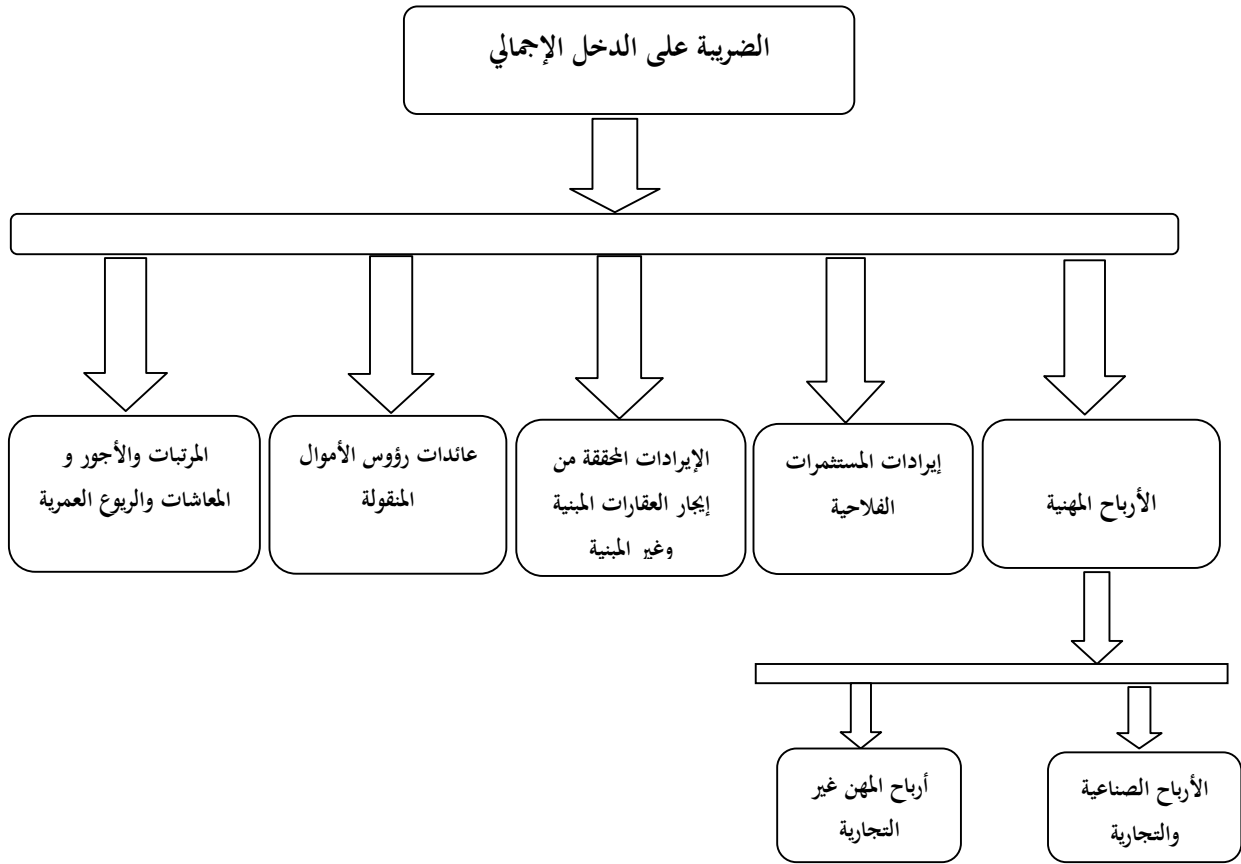 الضريبة على الدخل الإجمالي
الأرباح المهنية
إيرادات المستثمرات
الفلاحية
الإيرادات المحققة من
إيجار العقارات المبنية
وغير المبنية
عائدات رؤوس الأموال
المنقولة
المرتبات والأجور و
المعاشات والريوع العمرية
الأرباح الصناعية
والتجارية
أرباح المهن غير
التجارية